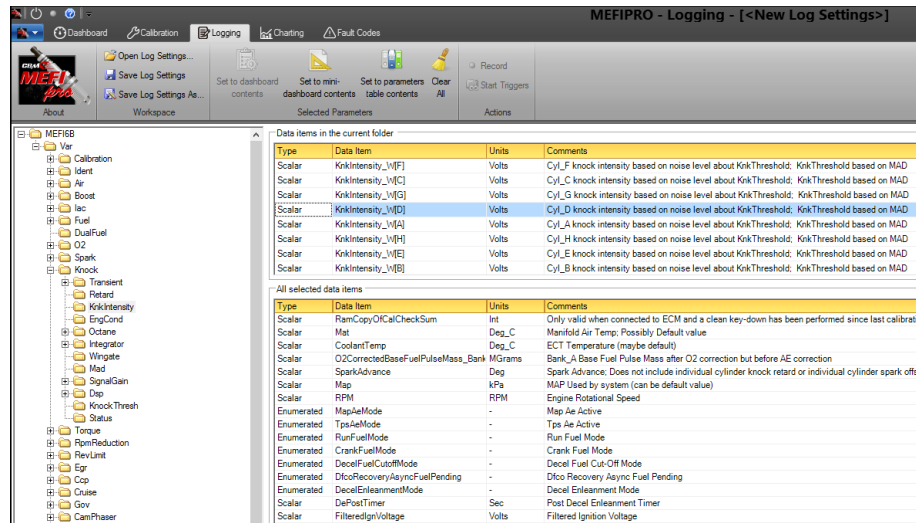 MEFIPRO - Logging - [<New Log Settings>]
Dashboard
Calibration
Logging
Charting
Fault Codes
CBM
MEFI
pro
Open Log Settings...
Save Log Settings
Save Log Settings As...
Set to dashboard
contents
Set to mini-
dashboard contents
Set to parameters
table contents
Clear
All
Record
Start Triggers
About
Workspace
Selected Parameters
Actions
MEFI6B
Var
Calibration
Ident
Air
Boost
Iac
Fuel
DualFuel
O2
Spark
Knock
Transient
Retard
KnkIntensity
EngCond
Octane
Integrator
Wingate
Mad
SignalGain
Dsp
KnockThresh
Status
Torque
RpmReduction
RevLimit
Egr
Ccp
Cruise
Gov
CamPhaser
Data items in the current folder
Type Data Item Units Comments
Scalar KnkIntensity_W[F] Volts Cyl_F knock intensity based on noise level about KnkThreshold; KnkThreshold based on MAD
Scalar KnkIntensity_W[C] Volts Cyl_C knock intensity based on noise level about KnkThreshold; KnkThreshold based on MAD
Scalar KnkIntensity_W[G] Volts Cyl_G knock intensity based on noise level about KnkThreshold; KnkThreshold based on MAD
Scalar KnkIntensity_W[D] Volts Cyl_D knock intensity based on noise level about KnkThreshold; KnkThreshold based on MAD
Scalar KnkIntensity_W[A] Volts Cyl_A knock intensity based on noise level about KnkThreshold; KnkThreshold based on MAD
Scalar KnkIntensity_W[H] Volts Cyl_H knock intensity based on noise level about KnkThreshold; KnkThreshold based on MAD
Scalar KnkIntensity_W[E] Volts Cyl_E knock intensity based on noise level about KnkThreshold; KnkThreshold based on MAD
Scalar KnkIntensity_W[B] Volts Cyl_B knock intensity based on noise level about KnkThreshold; KnkThreshold based on MAD
All selected data items
Type Data Item Units Comments
Scalar RamCopyOfCalCheckSum Int Only valid when connected to ECM and a clean key-down has been performed since last calibrat
Scalar Mat Deg_C Manifold Air Temp; Possibly Default value
Scalar CoolantTemp Deg_C ECT Temperature (maybe default)
Scalar O2CorrectedBaseFuelPulseMass_Bank MGrams Bank_A Base Fuel Pulse Mass after O2 correction but before AE correction
Scalar SparkAdvance Deg Spark Advance; Does not include individual cylinder knock retard or individual cylinder spark offs
Scalar Map kPa MAP Used by system (can be default value)
Scalar RPM RPM Engine Rotational Speed
Enumerated MapAeMode - Map Ae Active
Enumerated TpsAeMode - Tps Ae Active
Enumerated RunFuelMode - Run Fuel Mode
Enumerated CrankFuelMode - Crank Fuel Mode
Enumerated DecelFuelCutoffMode - Decel Fuel Cut-Off Mode
Enumerated DfcoRecoveryAsyncFuelPending - Dfco Recovery Async Fuel Pending
Enumerated DecelEnleanmentMode - Decel Enleanment Mode
Scalar DePostTimer Sec Post Decel Enleanment Timer
Scalar FilteredIgnVoltage Volts Filtered Ignition Voltage